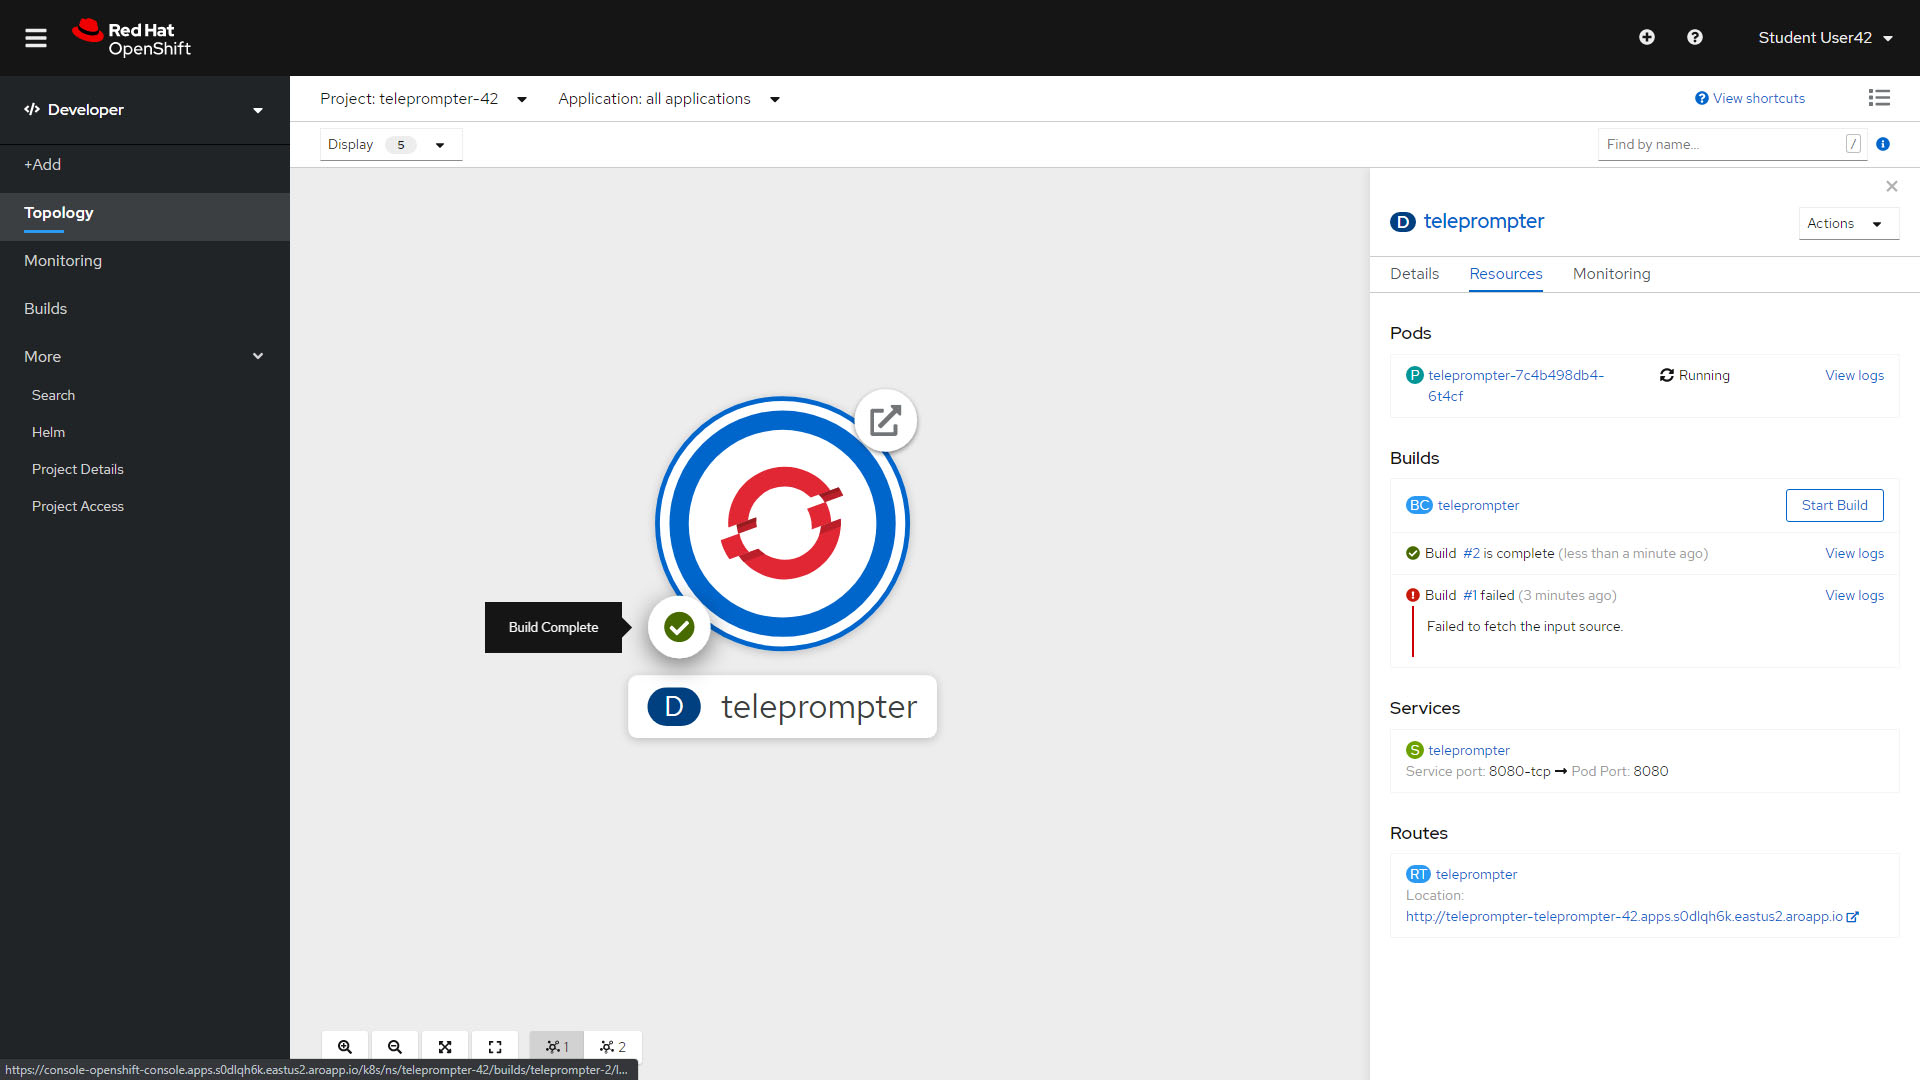 Red Hat
OpenShift
Student User42
Developer
Project: teleprompter-42
Application: all applications
View shortcuts
Display 5
Find by name...
/
+Add
Topology
Monitoring
Builds
More
Search
Helm
Project Details
Project Access
Build Complete
D teleprompter
1
2
https://console-openshift-console.apps.s0dlqh6k.eastus2.aroapp.io/k8s/ns/teleprompter-42/builds/teleprompter-2/l...
D teleprompter
Actions
Details Resources Monitoring
Pods
P teleprompter-7c4b498db4-
6t4cf
Running
View logs
Builds
BC teleprompter
Start Build
Build #2 is complete (less than a minute ago)
View logs
Build #1 failed (3 minutes ago)
View logs
Failed to fetch the input source.
Services
S teleprompter
Service port: 8080-tcp → Pod Port: 8080
Routes
RT teleprompter
Location:
http://teleprompter-teleprompter-42.apps.s0dlqh6k.eastus2.aroapp.io